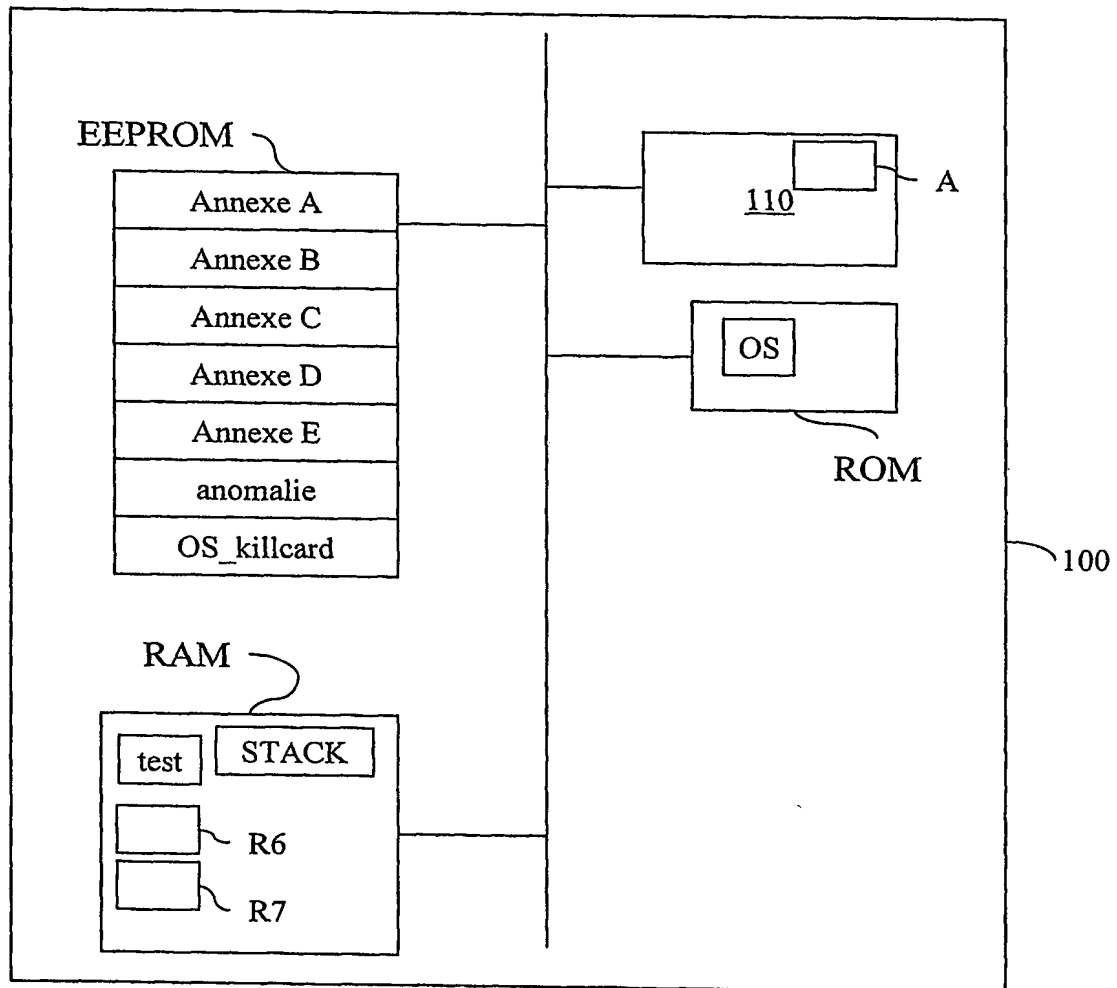 EEPROM
Annexe A
Annexe B
Annexe C
Annexe D
Annexe E
anomalie
OS_killcard
110
A
OS
ROM
100
RAM
test
STACK
R6
R7